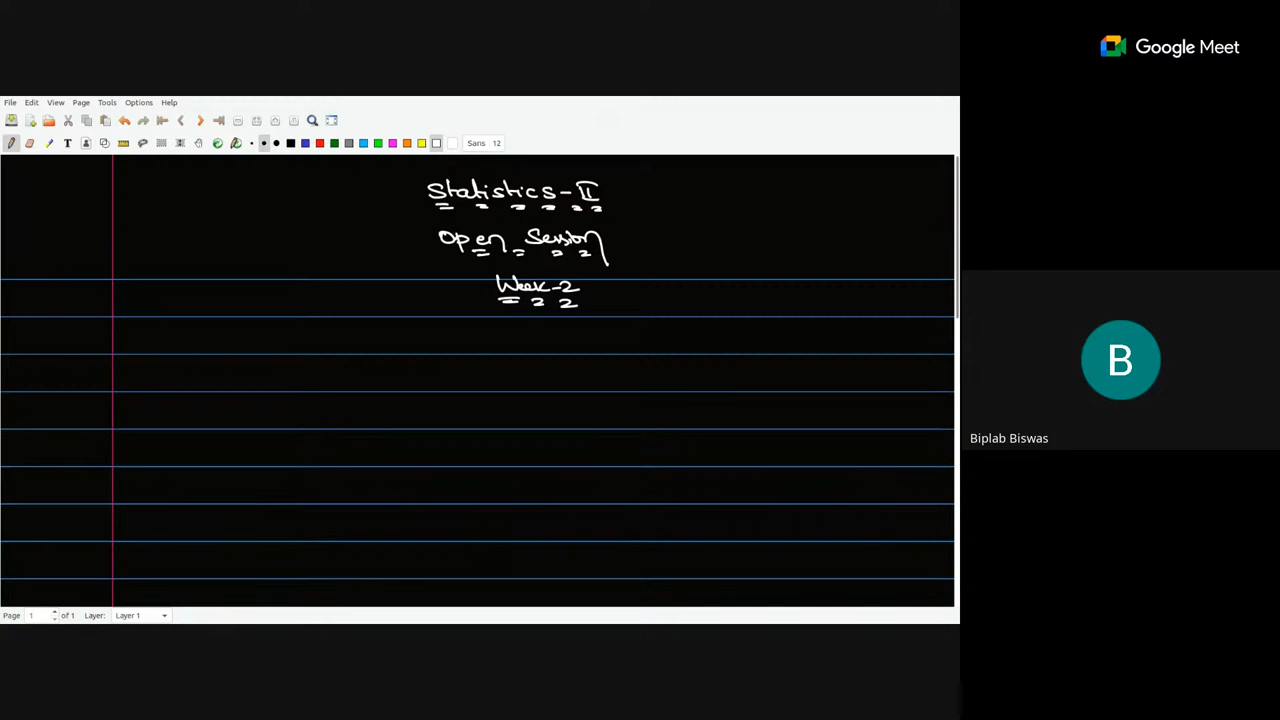 Google Meet
File Edit View Page Tools Options Help
Sans 12
Statistics-II
Open Session
Week-2
B
Biplab Biswas
Page 1 of 1 Layer: Layer 1